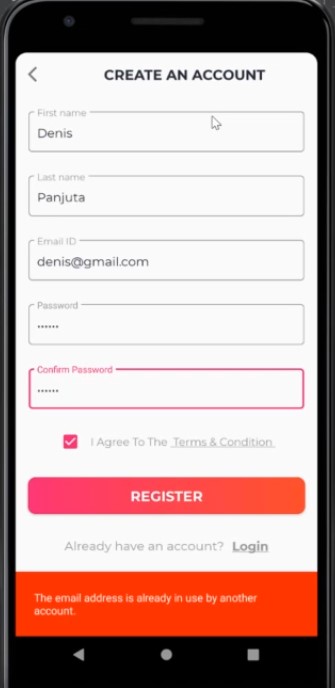 CREATE AN ACCOUNT
First name
Denis
Last name
Panjuta
Email ID
denis@gmail.com
Password
••••••
Confirm Password
••••••
I Agree To The Terms & Condition
REGISTER
Already have an account? Login
The email address is already in use by another
account.